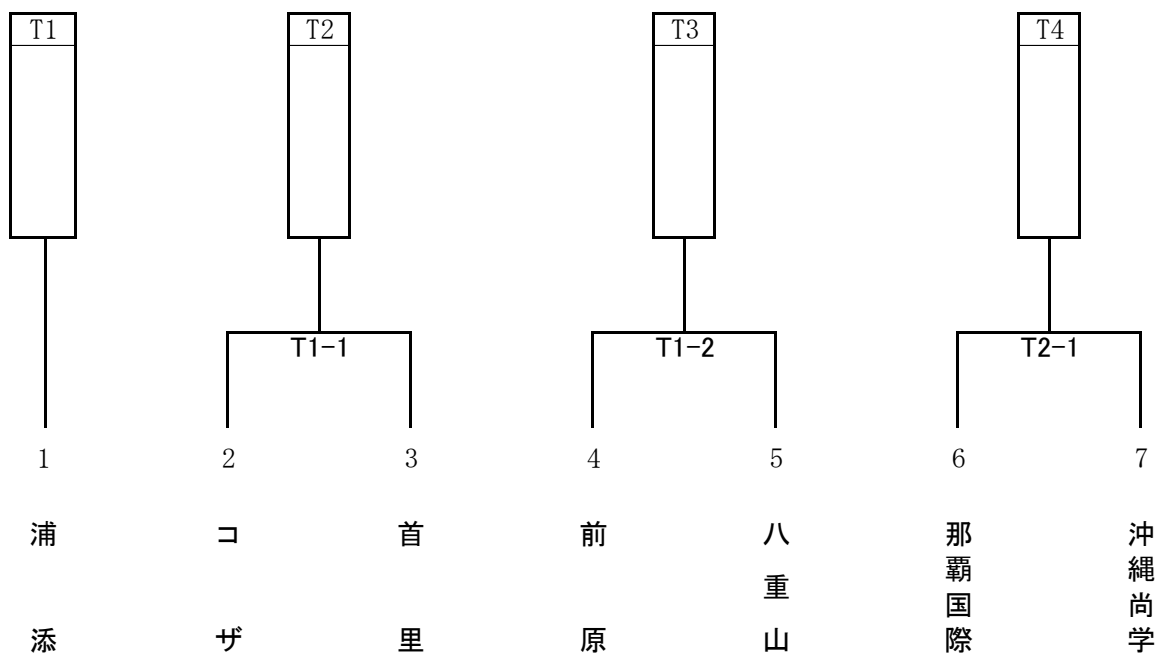 T1 T2 T3 T4
T1-1 T1-2 T2-1
1 2 3 4 5 6 7
浦添
コザ
首里
前原
八重山
那覇国際
沖縄尚学